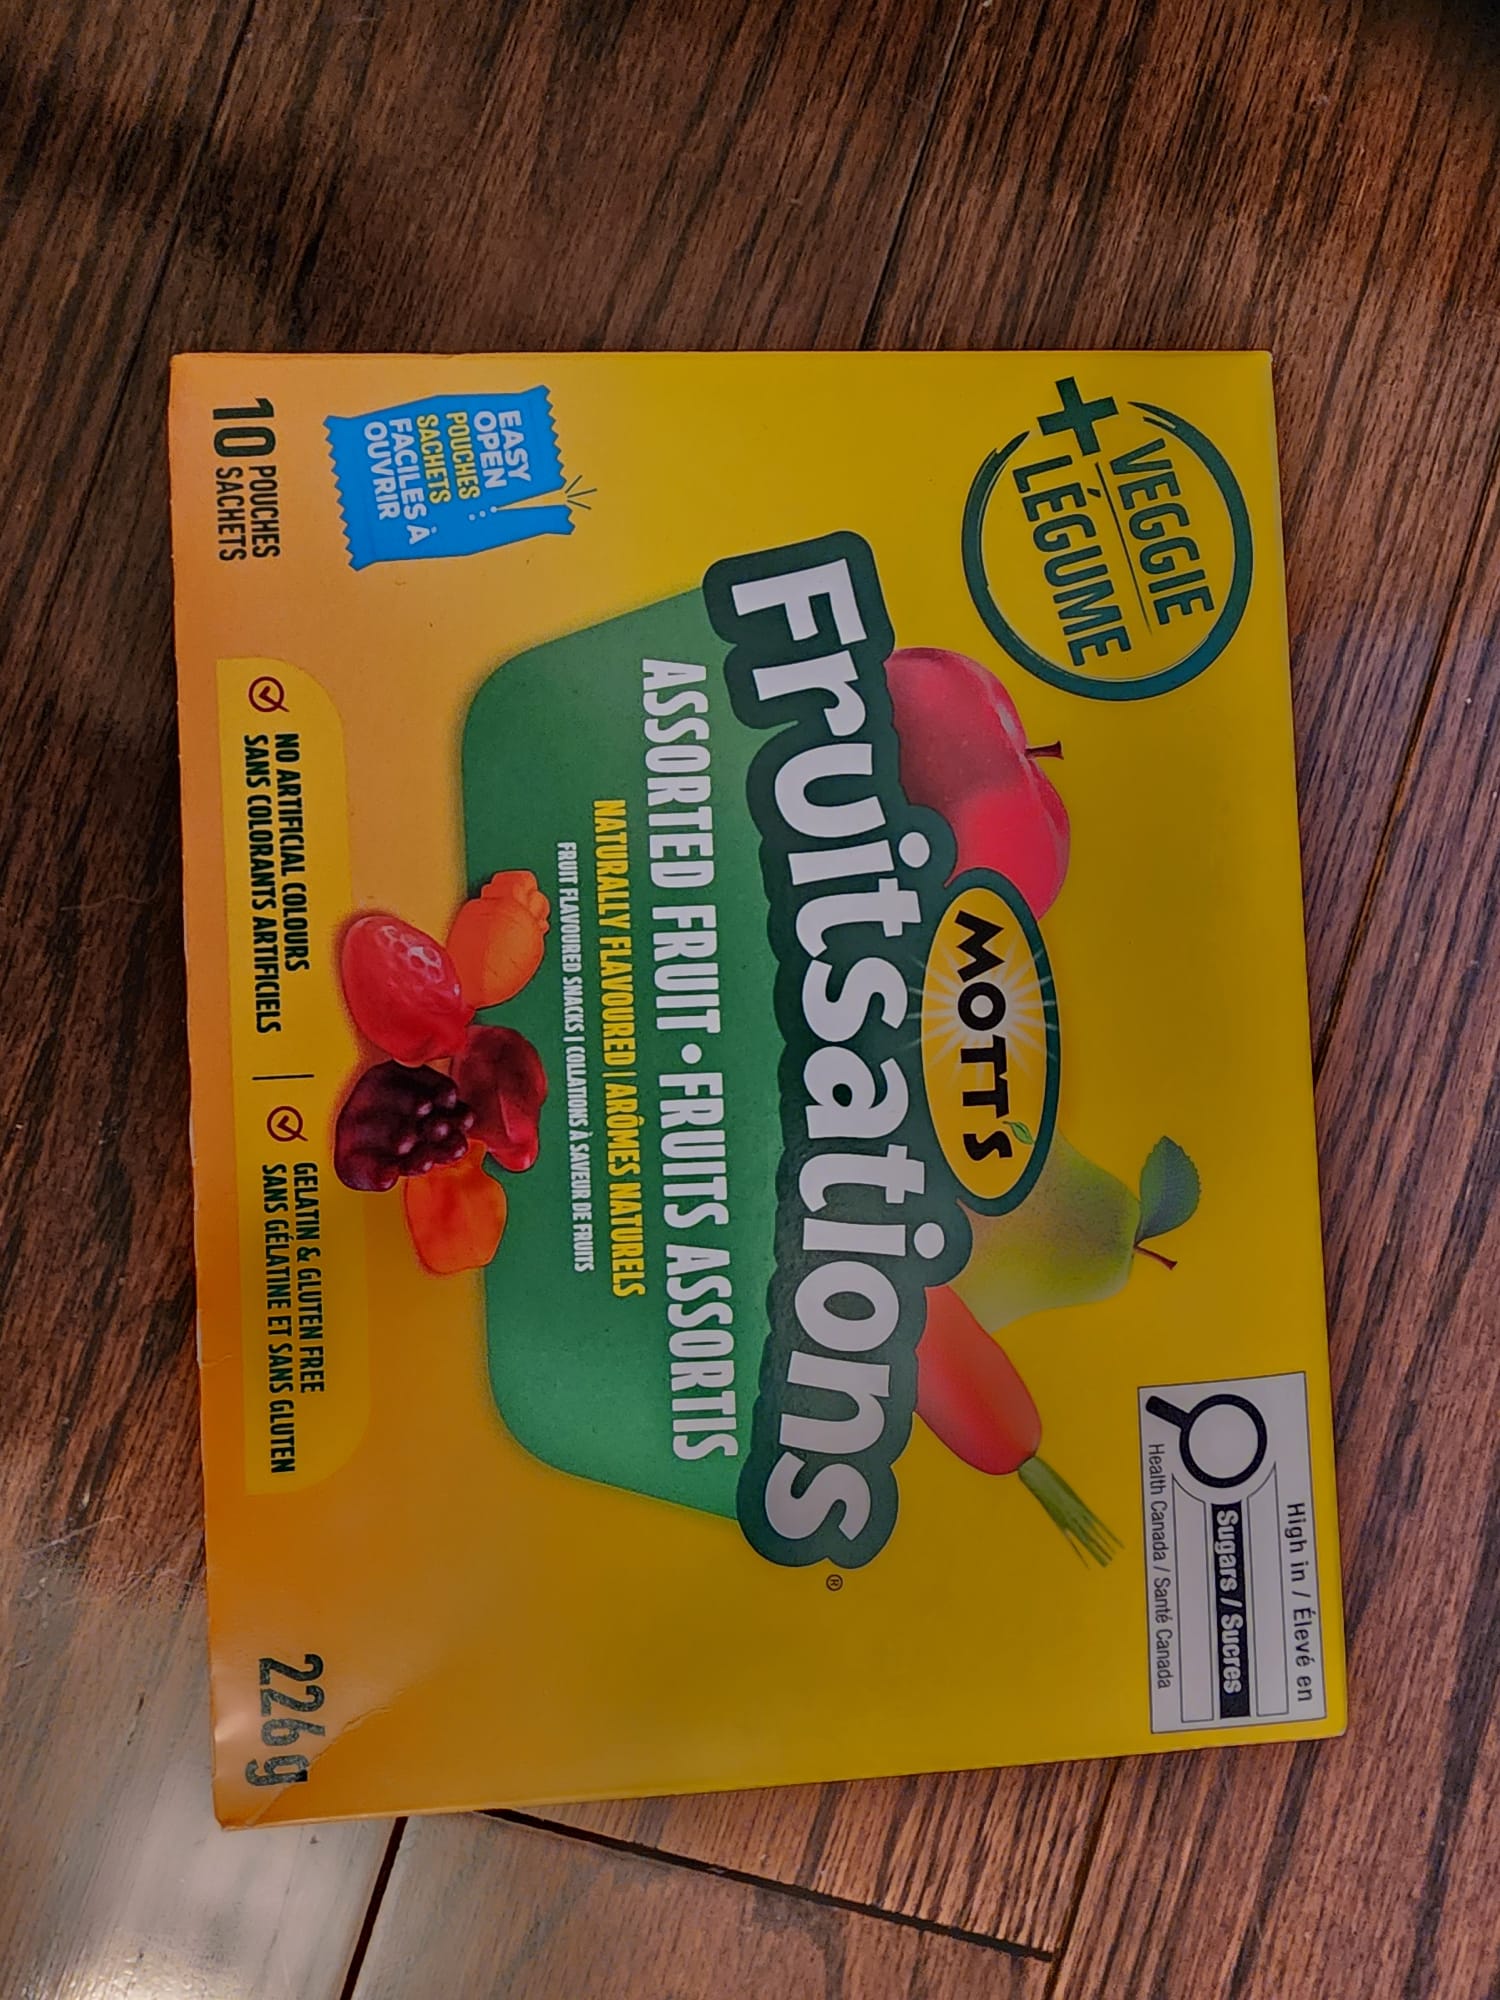 + VEGGIE
LÉGUME
High in / Élevé en
Sugars / Sucres
Health Canada / Santé Canada
MOTT'S
Fruitsations®
ASSORTED FRUIT • FRUITS ASSORTIS
NATURALLY FLAVOURED | ARÔMES NATURELS
FRUIT FLAVOURED SNACKS | COLLATIONS À SAVEUR DE FRUITS
EASY
OPEN
POUCHES
SACHETS
FACILES À
OUVRIR
10 POUCHES
SACHETS
NO ARTIFICIAL COLOURS
SANS COLORANTS ARTIFICIELS
GELATIN & GLUTEN FREE
SANS GÉLATINE ET SANS GLUTEN
226 g